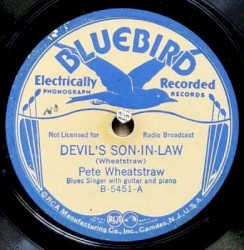 BLUEBIRD
Electrically Recorded
PHONOGRAPH RECORDS
Not Licensed for Radio Broadcast
DEVIL'S SON-IN-LAW
(Wheatstraw)
Pete Wheatstraw
Blues Singer with guitar and piano
B-5451-A
RCA
©RCA Manufacturing Co., Inc., Camden, N.J., U.S.A.